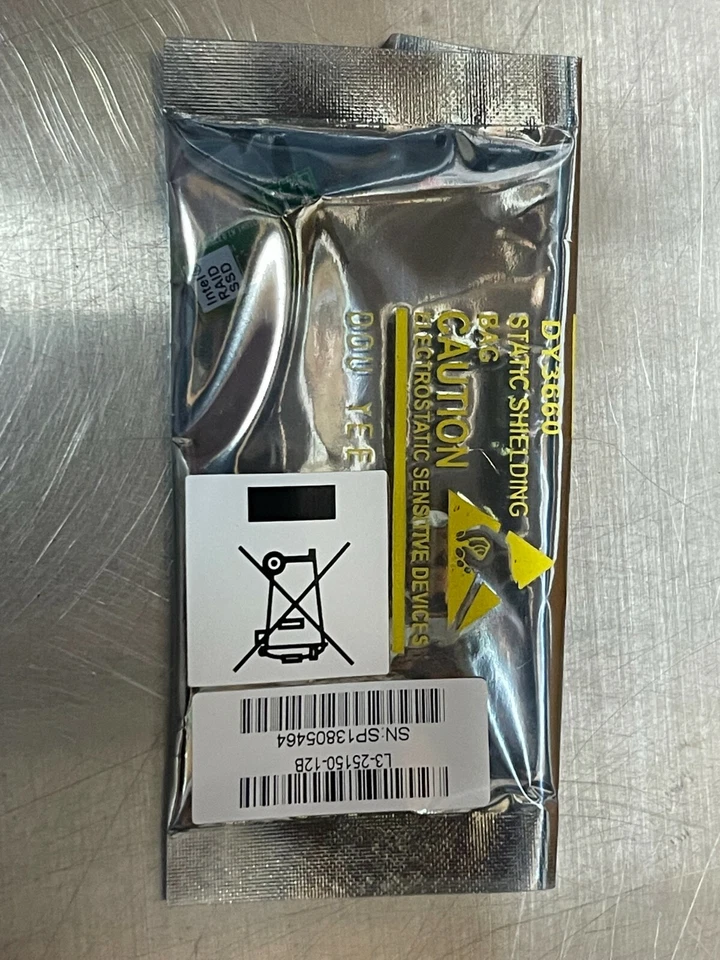 DY3660
STATIC SHIELDING
BAG
CAUTION
ELECTROSTATIC SENSITIVE DEVICES
DOU YEE
Intel®
RAID
SSD
L3-25150-12B
SN:SP13805464